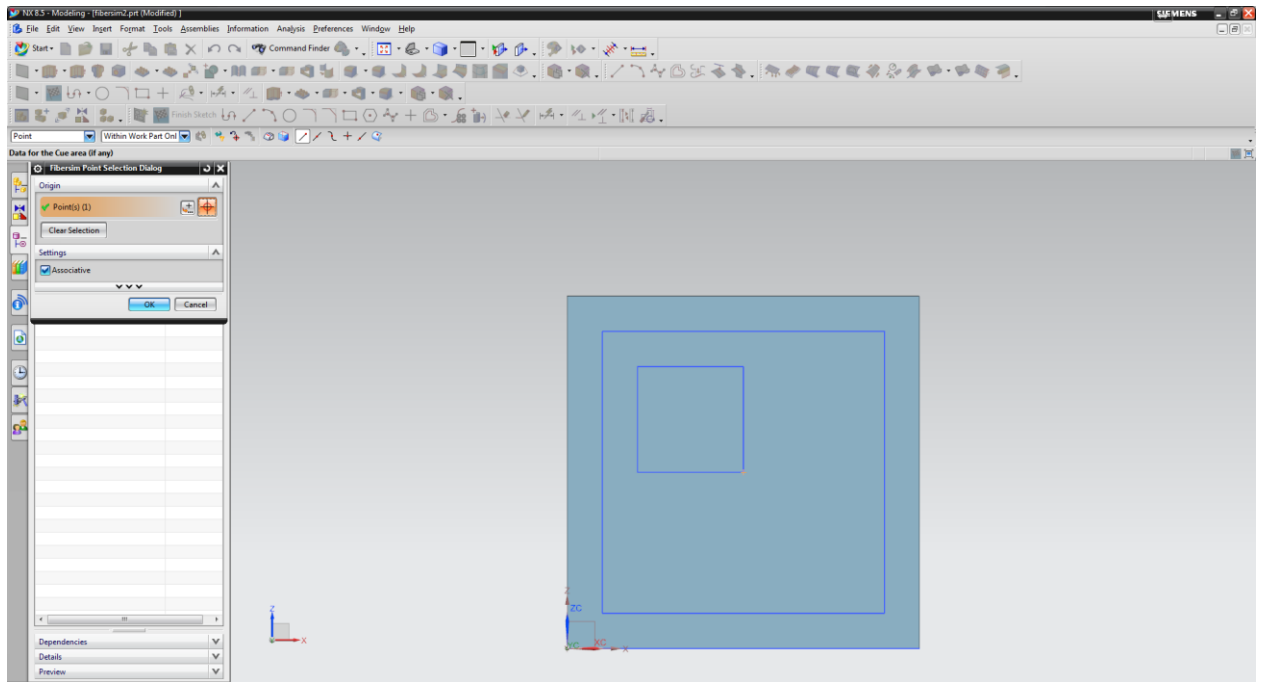 NX 8.5 - Modeling - [fibersim2.prt (Modified) ]
SIEMENS
File Edit View Insert Format Tools Assemblies Information Analysis Preferences Window Help
Start Command Finder
Finish Sketch
Point Within Work Part Onl
Data for the Cue area (if any)
Fibersim Point Selection Dialog
Origin
Point(s) (1)
Clear Selection
Settings
Associative
OK Cancel
Z
ZC
Z
X
YC XC X
Dependencies
Details
Preview